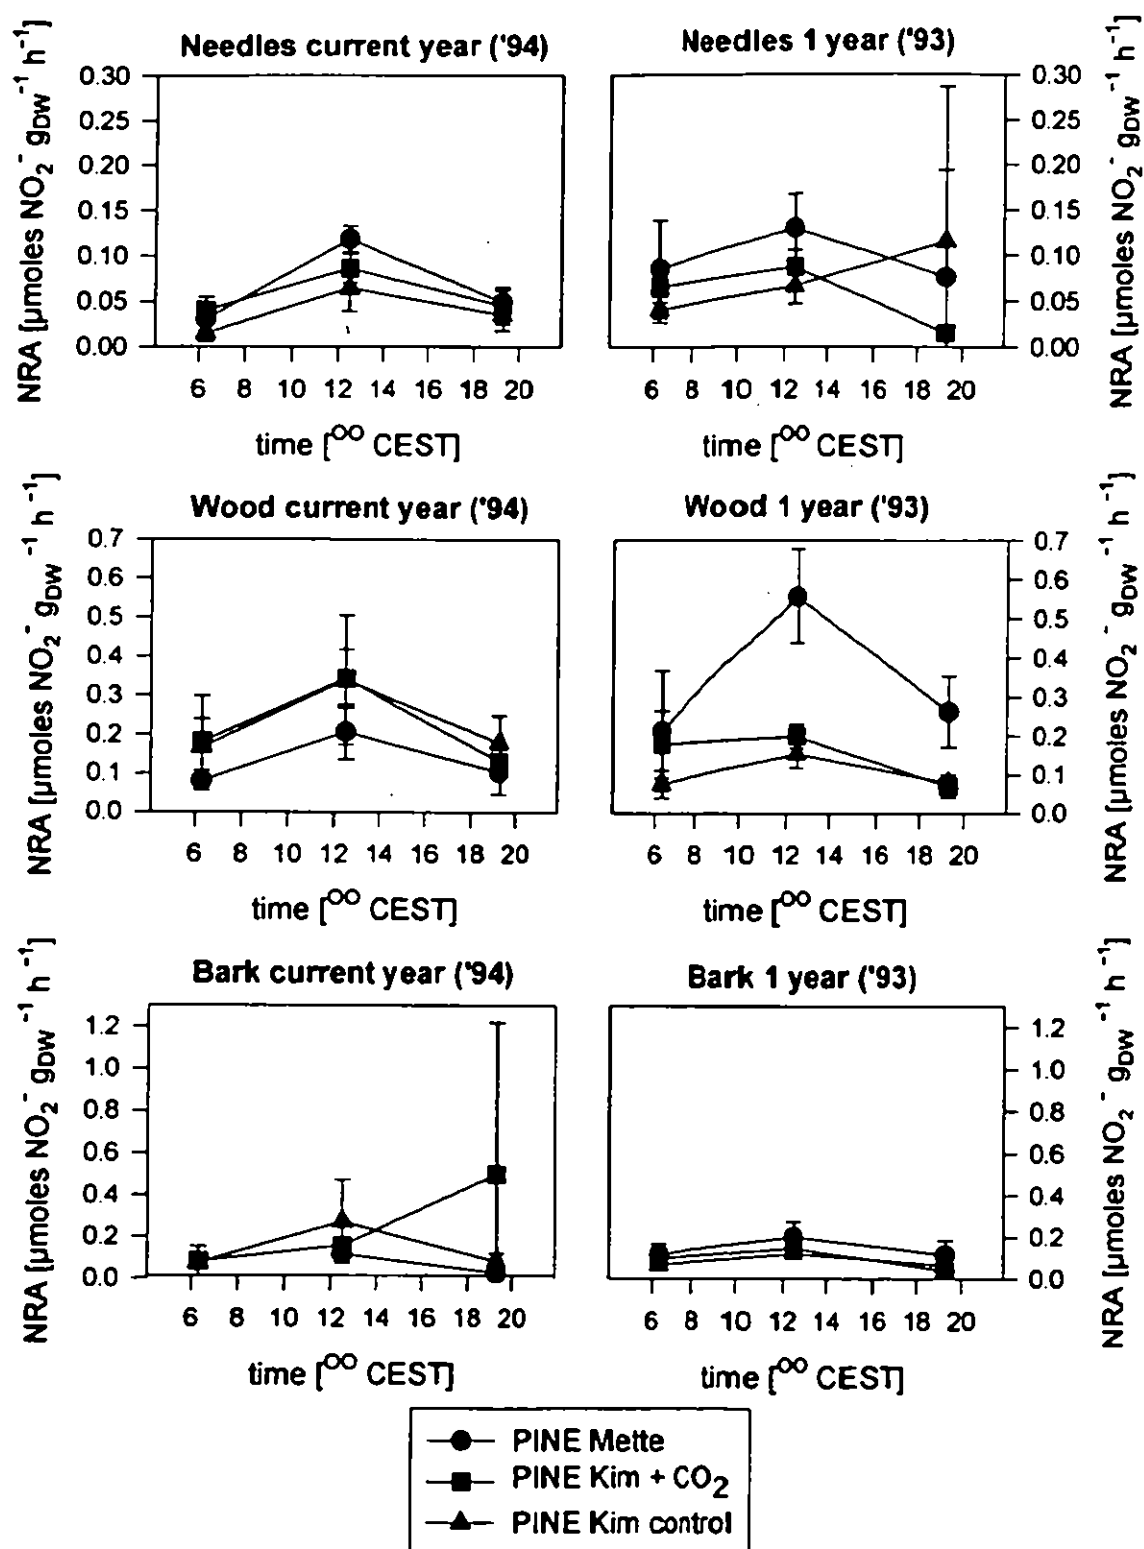 Needles current year ('94)
Needles 1 year ('93)
NRA [µmoles NO₂⁻ gDW⁻¹ h⁻¹]
0.30
0.25
0.20
0.15
0.10
0.05
0.00
6 8 10 12 14 16 18 20
time [ᴼᴼ CEST]
6 8 10 12 14 16 18 20
time [ᴼᴼ CEST]
0.30
0.25
0.20
0.15
0.10
0.05
0.00
NRA [µmoles NO₂⁻ gDW⁻¹ h⁻¹]
Wood current year ('94)
Wood 1 year ('93)
NRA [µmoles NO₂⁻ gDW⁻¹ h⁻¹]
0.7
0.6
0.5
0.4
0.3
0.2
0.1
0.0
6 8 10 12 14 16 18 20
time [ᴼᴼ CEST]
6 8 10 12 14 16 18 20
time [ᴼᴼ CEST]
0.7
0.6
0.5
0.4
0.3
0.2
0.1
0.0
NRA [µmoles NO₂⁻ gDW⁻¹ h⁻¹]
Bark current year ('94)
Bark 1 year ('93)
NRA [µmoles NO₂⁻ gDW⁻¹ h⁻¹]
1.2
1.0
0.8
0.6
0.4
0.2
0.0
6 8 10 12 14 16 18 20
time [ᴼᴼ CEST]
6 8 10 12 14 16 18 20
time [ᴼᴼ CEST]
1.2
1.0
0.8
0.6
0.4
0.2
0.0
NRA [µmoles NO₂⁻ gDW⁻¹ h⁻¹]
PINE Mette
PINE Kim + CO₂
PINE Kim control